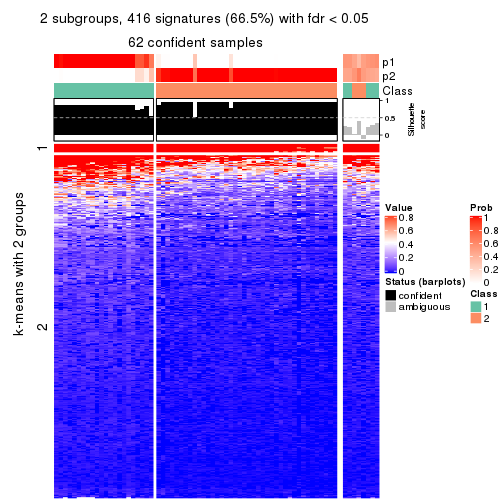 2 subgroups, 416 signatures (66.5%) with fdr < 0.05
62 confident samples
p1
p2
Class
1
0.5
0
Silhouette
score
k-means with 2 groups
1
2
Value
0.8
0.6
0.4
0.2
0
Status (barplots)
confident
ambiguous
Prob
1
0.8
0.6
0.4
0.2
0
Class
1
2